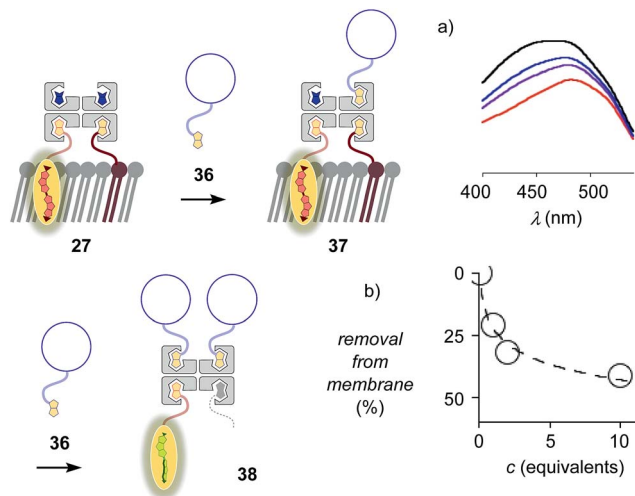 36
27
37
a)
400 450 500
λ (nm)
36
38
b)
removal
from
membrane
(%)
0
25
50
0 5 10
c (equivalents)